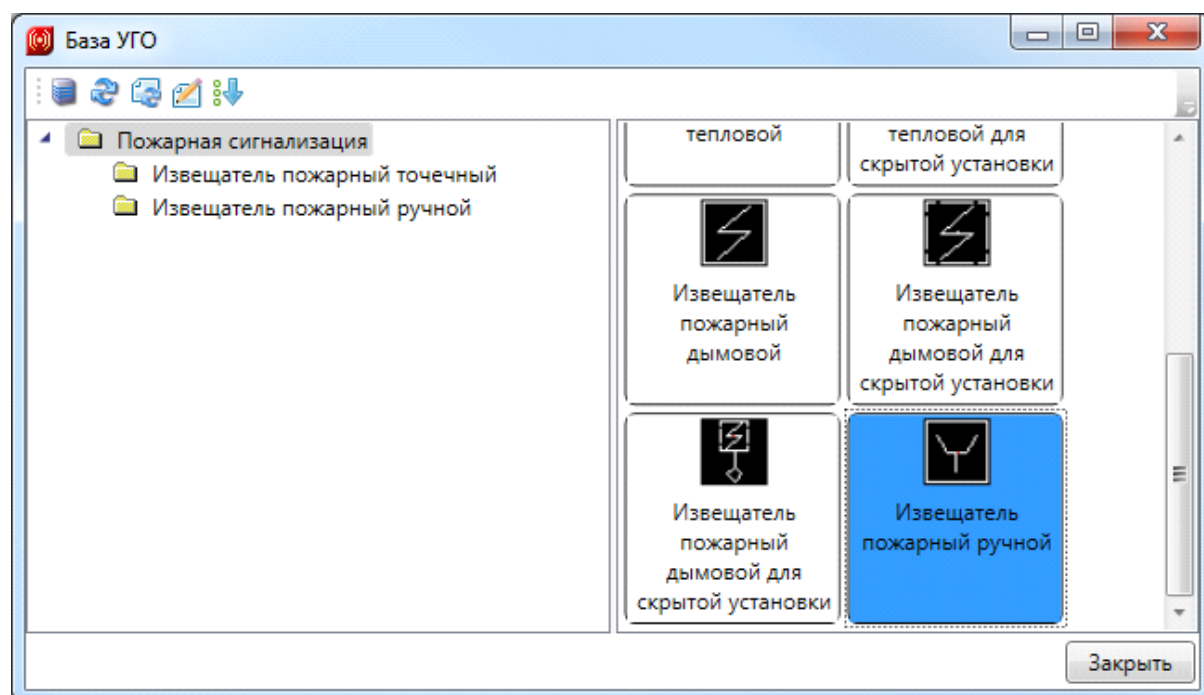 База УГО
Пожарная сигнализация
Извещатель пожарный точечный
Извещатель пожарный ручной
тепловой
тепловой для
скрытой установки
Извещатель
пожарный
дымовой
Извещатель
пожарный
дымовой для
скрытой установки
Извещатель
пожарный
дымовой для
скрытой установки
Извещатель
пожарный ручной
Закрыть